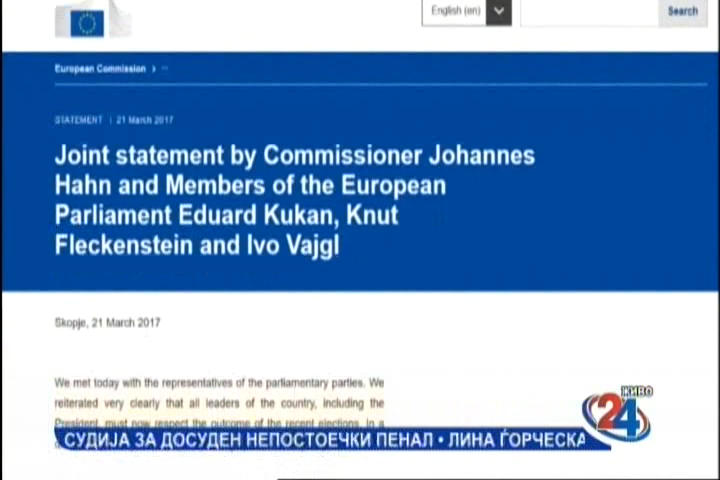 English (en)
Search
European Commission
STATEMENT | 21 March 2017
Joint statement by Commissioner Johannes
Hahn and Members of the European
Parliament Eduard Kukan, Knut
Fleckenstein and Ivo Vajgl
Skopje, 21 March 2017
We met today with the representatives of the parliamentary parties. We
reiterated very clearly that all leaders of the country, including the
President, must now respect the outcome of the recent elections. In a
ЖИВО
24
СУДИЈА ЗА ДОСУДЕН НЕПОСТОЕЧКИ ПЕНАЛ • ЛИНА ЃОРЧЕСКА